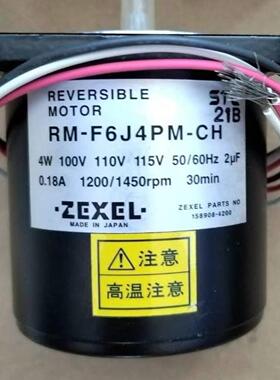 REVERSIBLE
MOTOR
21B
RM-F6J4PM-CH
4W 100V 110V 115V 50/60Hz 2μF
0.18A 1200/1450rpm 30min
·ZEXEL·
MADE IN JAPAN
ZEXEL PARTS NO
158908-4200
⚠注意
高温注意